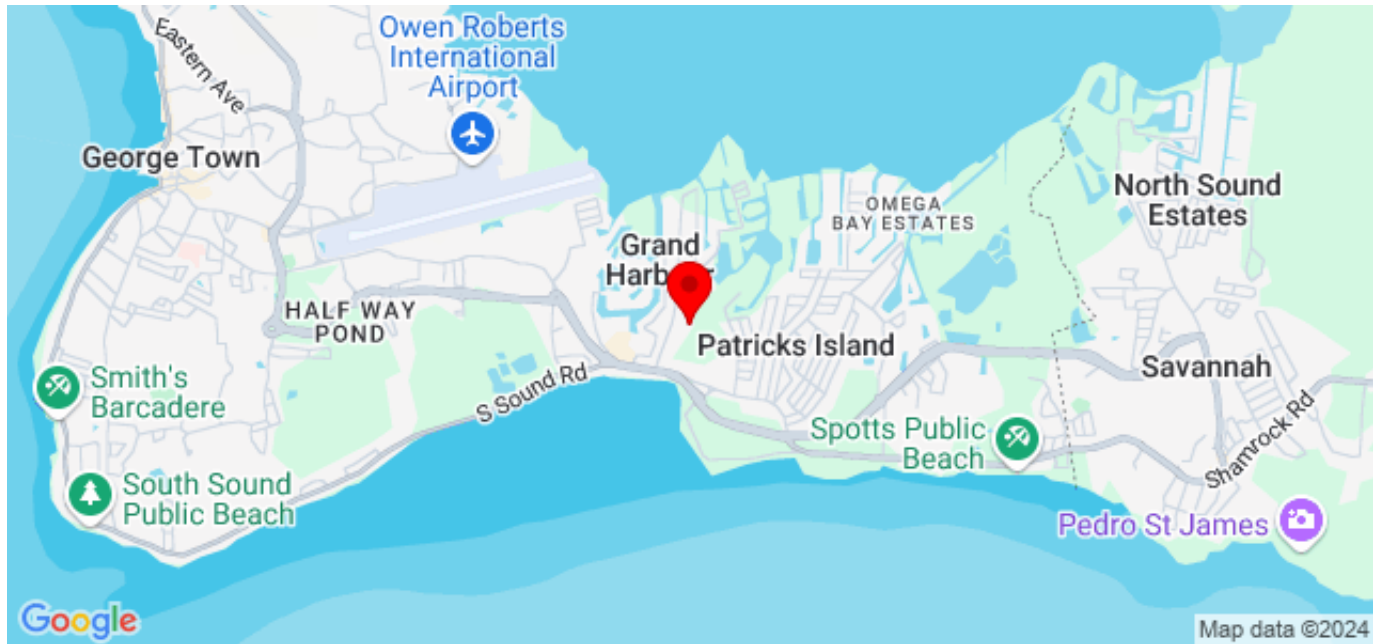 Owen Roberts
International
Airport
Eastern Ave
George Town
North Sound
Estates
OMEGA
BAY ESTATES
Grand
Harbour
HALF WAY
POND
Patricks Island
Savannah
Smith's
Barcadere
S Sound Rd
Spotts Public
Beach
Shamrock Rd
South Sound
Public Beach
Pedro St James
Google
Map data ©2024